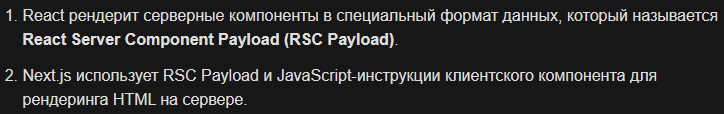 1. React рендерит серверные компоненты в специальный формат данных, который называется
React Server Component Payload (RSC Payload).
2. Next.js использует RSC Payload и JavaScript-инструкции клиентского компонента для
рендеринга HTML на сервере.